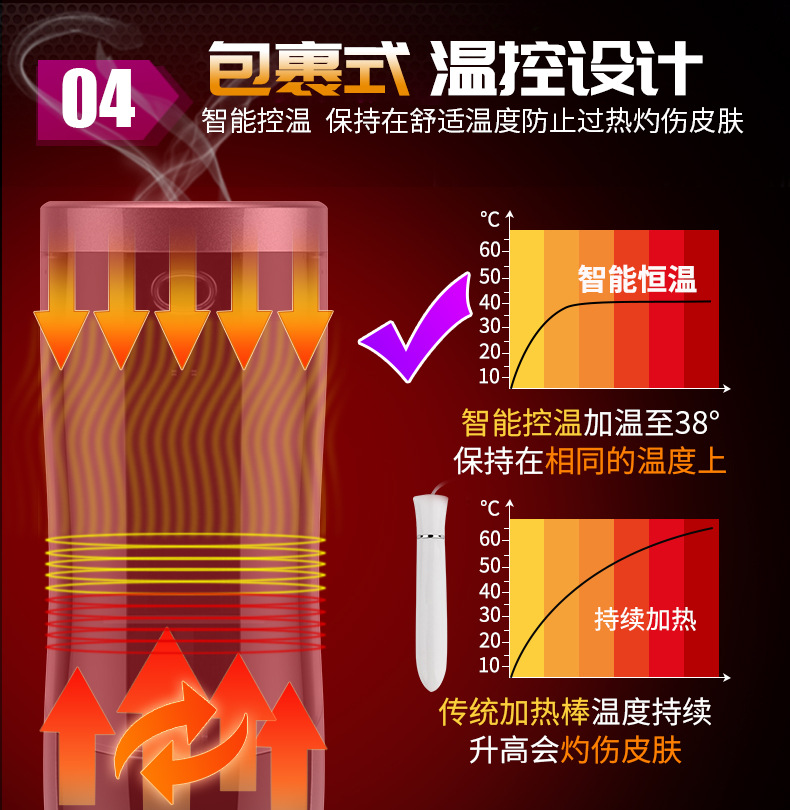 04
包裹式 温控设计
智能控温 保持在舒适温度防止过热灼伤皮肤
℃
60
50
40
30
20
10
智能恒温
智能控温加温至38°
保持在相同的温度上
℃
60
50
40
30
20
10
持续加热
传统加热棒温度持续
升高会灼伤皮肤